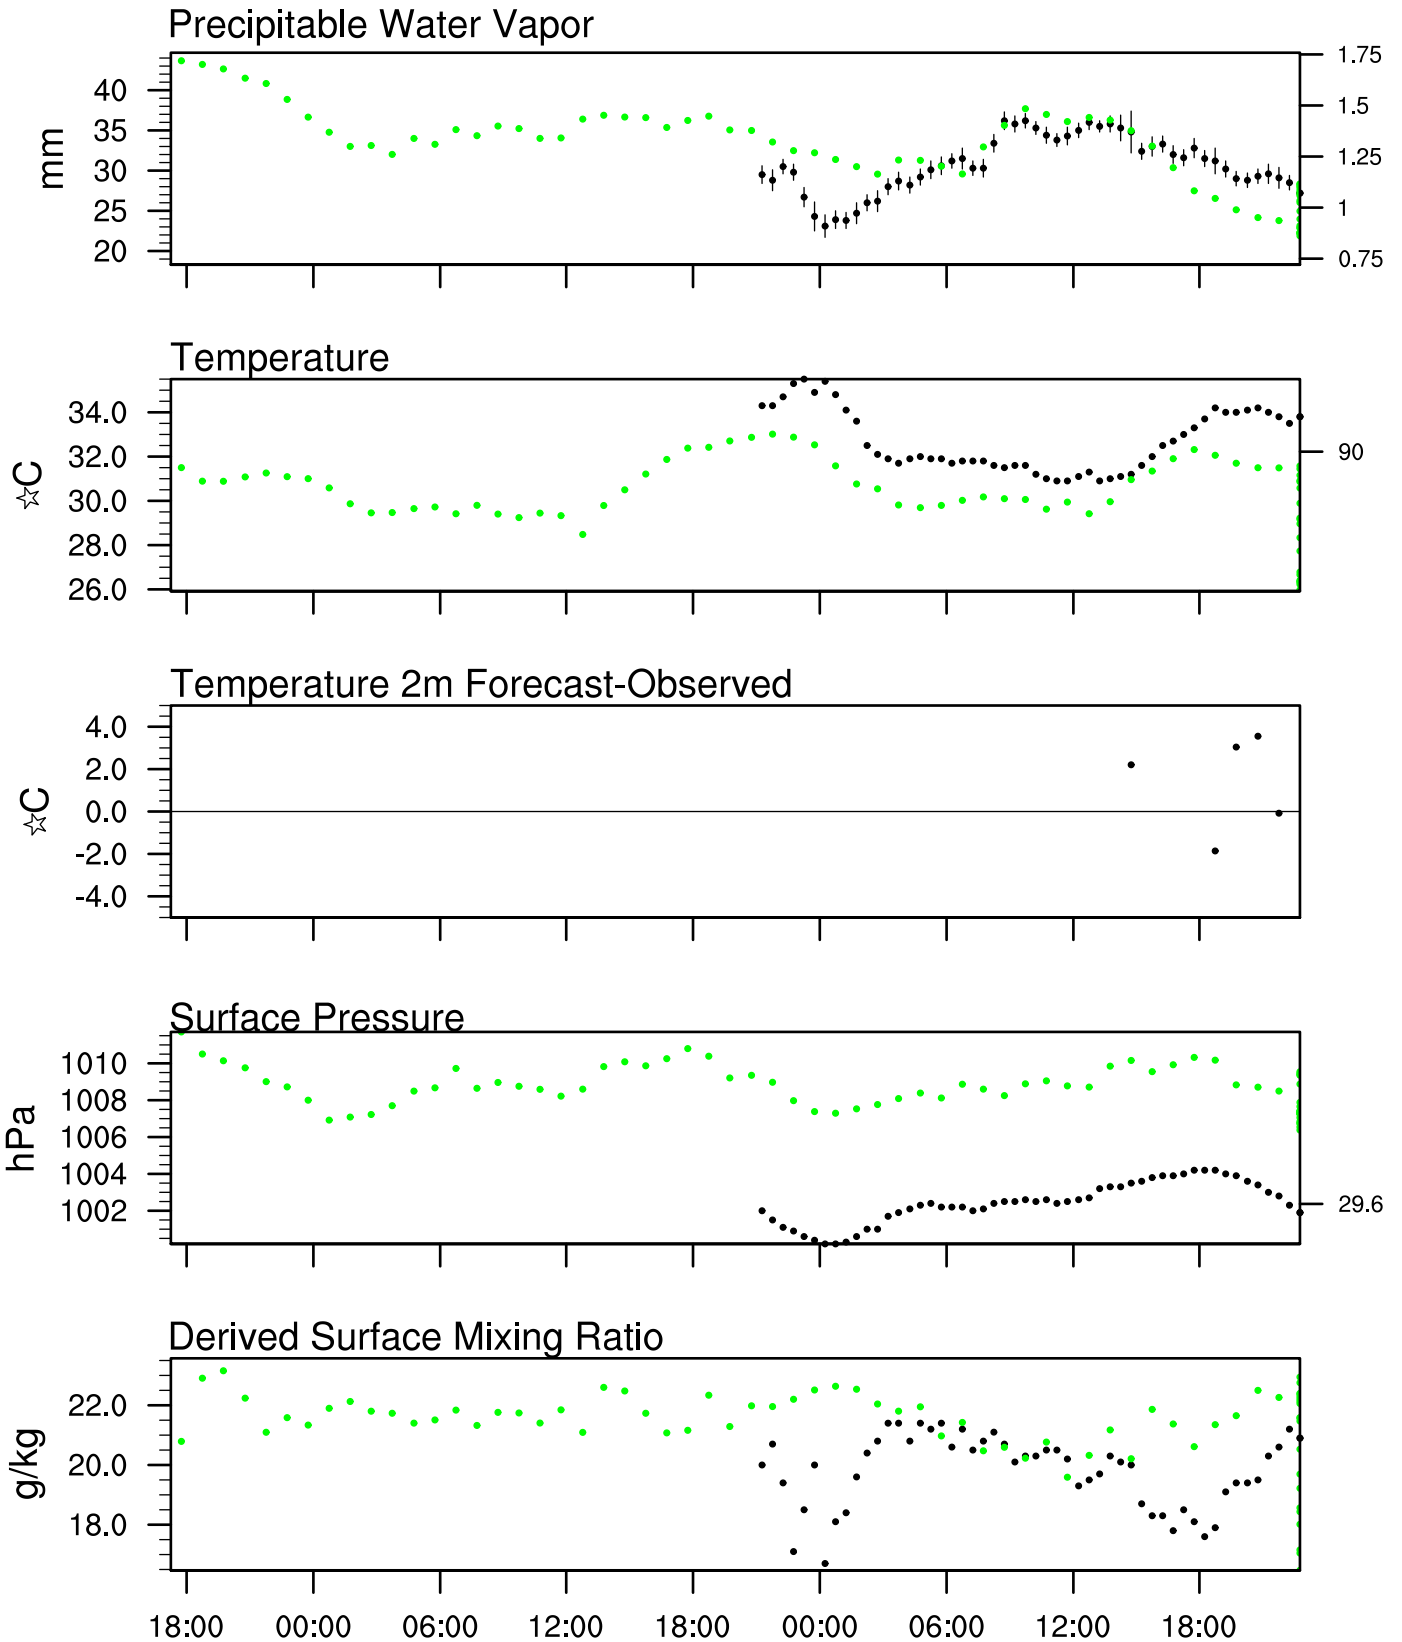 Precipitable Water Vapor
mm
40
35
30
25
20
1.75
1.5
1.25
1
0.75
Temperature
☆C
34.0
32.0
30.0
28.0
26.0
90
Temperature 2m Forecast-Observed
☆C
4.0
2.0
0.0
-2.0
-4.0
Surface Pressure
hPa
1010
1008
1006
1004
1002
29.6
Derived Surface Mixing Ratio
g/kg
22.0
20.0
18.0
18:00 00:00 06:00 12:00 18:00 00:00 06:00 12:00 18:00